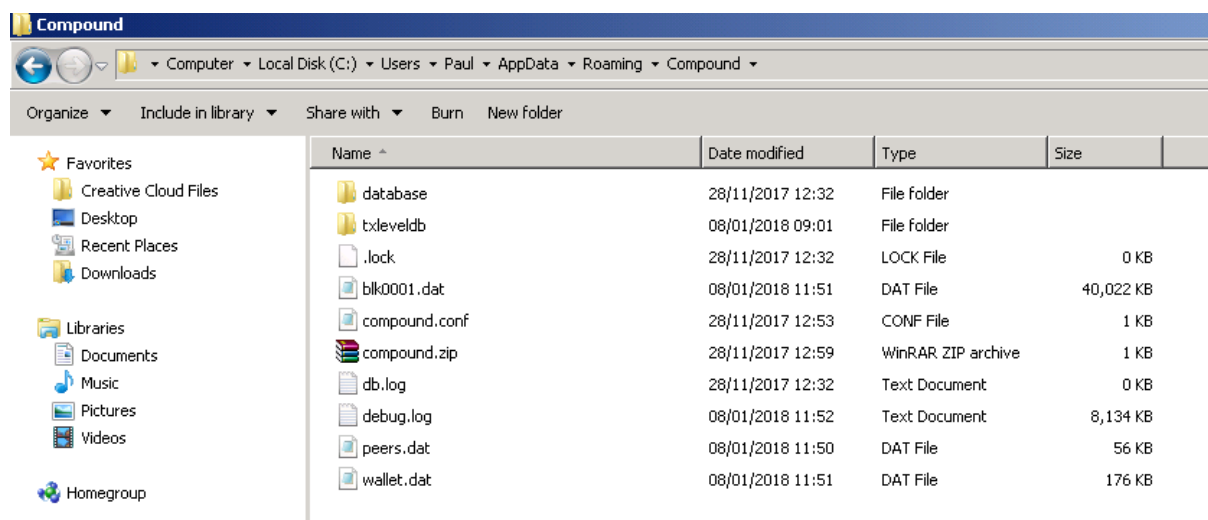 Compound
Computer Local Disk (C:) Users Paul AppData Roaming Compound
Organize Include in library Share with Burn New folder
Favorites
Creative Cloud Files
Desktop
Recent Places
Downloads
Libraries
Documents
Music
Pictures
Videos
Homegroup
Name Date modified Type Size
database 28/11/2017 12:32 File folder
txleveldb 08/01/2018 09:01 File folder
.lock 28/11/2017 12:32 LOCK File 0 KB
blk0001.dat 08/01/2018 11:51 DAT File 40,022 KB
compound.conf 28/11/2017 12:53 CONF File 1 KB
compound.zip 28/11/2017 12:59 WinRAR ZIP archive 1 KB
db.log 28/11/2017 12:32 Text Document 0 KB
debug.log 08/01/2018 11:52 Text Document 8,134 KB
peers.dat 08/01/2018 11:50 DAT File 56 KB
wallet.dat 08/01/2018 11:51 DAT File 176 KB